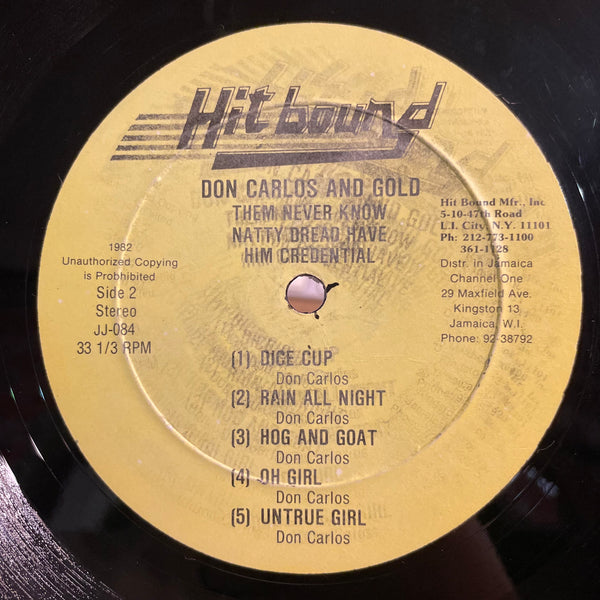 Hit bound
DON CARLOS AND GOLD
THEM NEVER KNOW
NATTY DREAD HAVE
HIM CREDENTIAL
Hit Bound Mfr., Inc
5-10-47th Road
L.I. City, N.Y. 11101
Ph: 212-773-1100
361-1128
Distr. in Jamaica
Channel One
29 Maxfield Ave.
Kingston 13
Jamaica, W.I.
Phone: 92-38792
1982
Unauthorized Copying
is Prohhibited
Side 2
Stereo
JJ-084
33 1/3 RPM
(1) DICE CUP
Don Carlos
(2) RAIN ALL NIGHT
Don Carlos
(3) HOG AND GOAT
Don Carlos
(4) OH GIRL
Don Carlos
(5) UNTRUE GIRL
Don Carlos